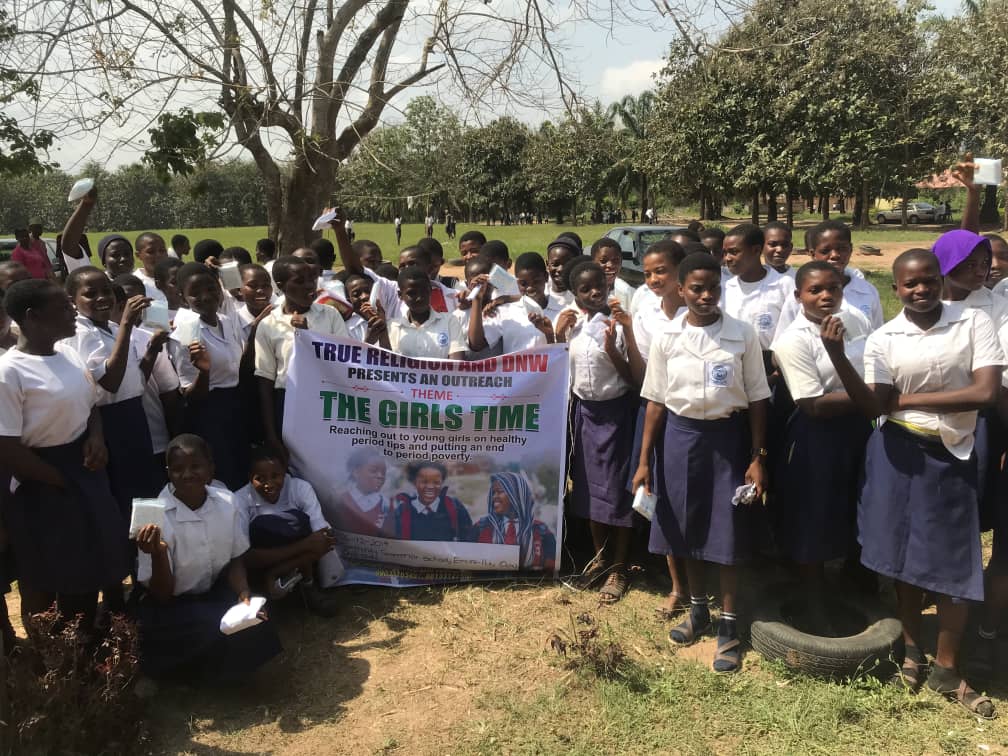 TRUE RELIGION AND DNW
PRESENTS AN OUTREACH
THEME
THE GIRLS TIME
Reaching out to young girls on healthy
period tips and putting an end
to period poverty.